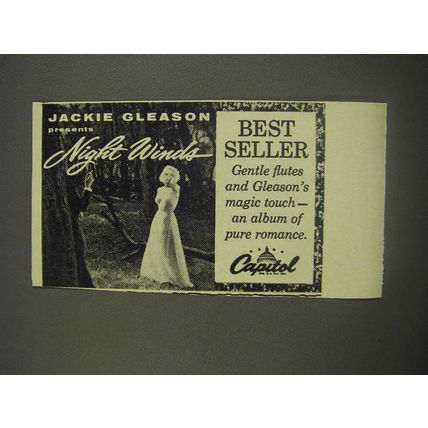 JACKIE GLEASON
presents
Night Winds
BEST
SELLER
Gentle flutes
and Gleason's
magic touch—
an album of
pure romance.
Capitol